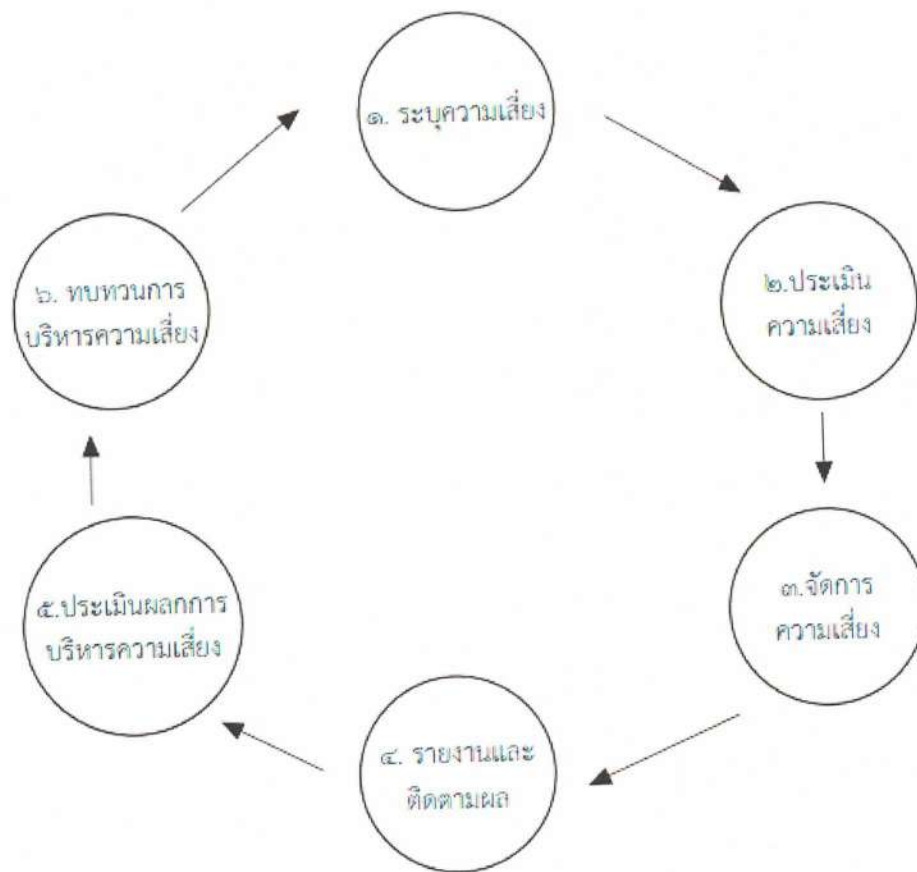 ๑. ระบุความเสี่ยง
๒.ประเมิน
ความเสี่ยง
๓.จัดการ
ความเสี่ยง
๔. รายงานและ
ติดตามผล
๕.ประเมินผลกการ
บริหารความเสี่ยง
๖. ทบทวนการ
บริหารความเสี่ยง